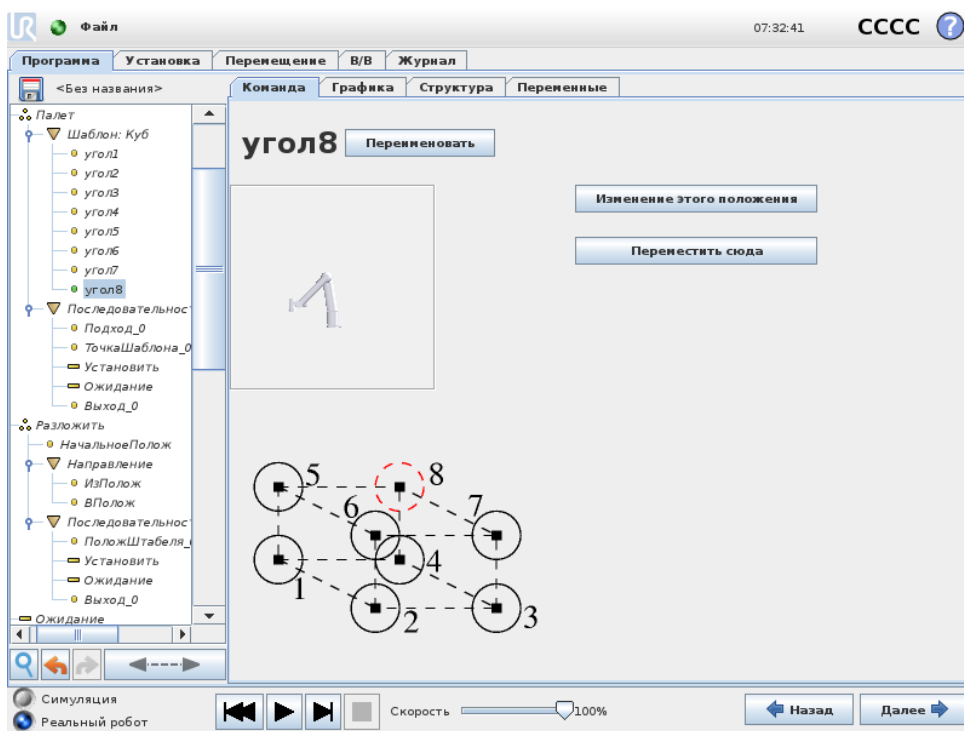 UR Файл 07:32:41 CCCC ?
Программа Установка Перемещение В/В Журнал
<Без названия> Команда Графика Структура Переменные
Палет
Шаблон: Куб
угол1
угол2
угол3
угол4
угол5
угол6
угол7
угол8
Последовательнос
Подход_0
ТочкаШаблона_0
Установить
Ожидание
Выход_0
Разложить
НачальноеПолож
Направление
ИзПолож
ВПолож
Последовательнос
ПоложШтабеля_
Установить
Ожидание
Выход_0
Ожидание
угол8 Переименовать
Изменение этого положения
Переместить сюда
5 8
6 7
1 4
2 3
Симуляция
Реальный робот
Скорость 100%
Назад Далее